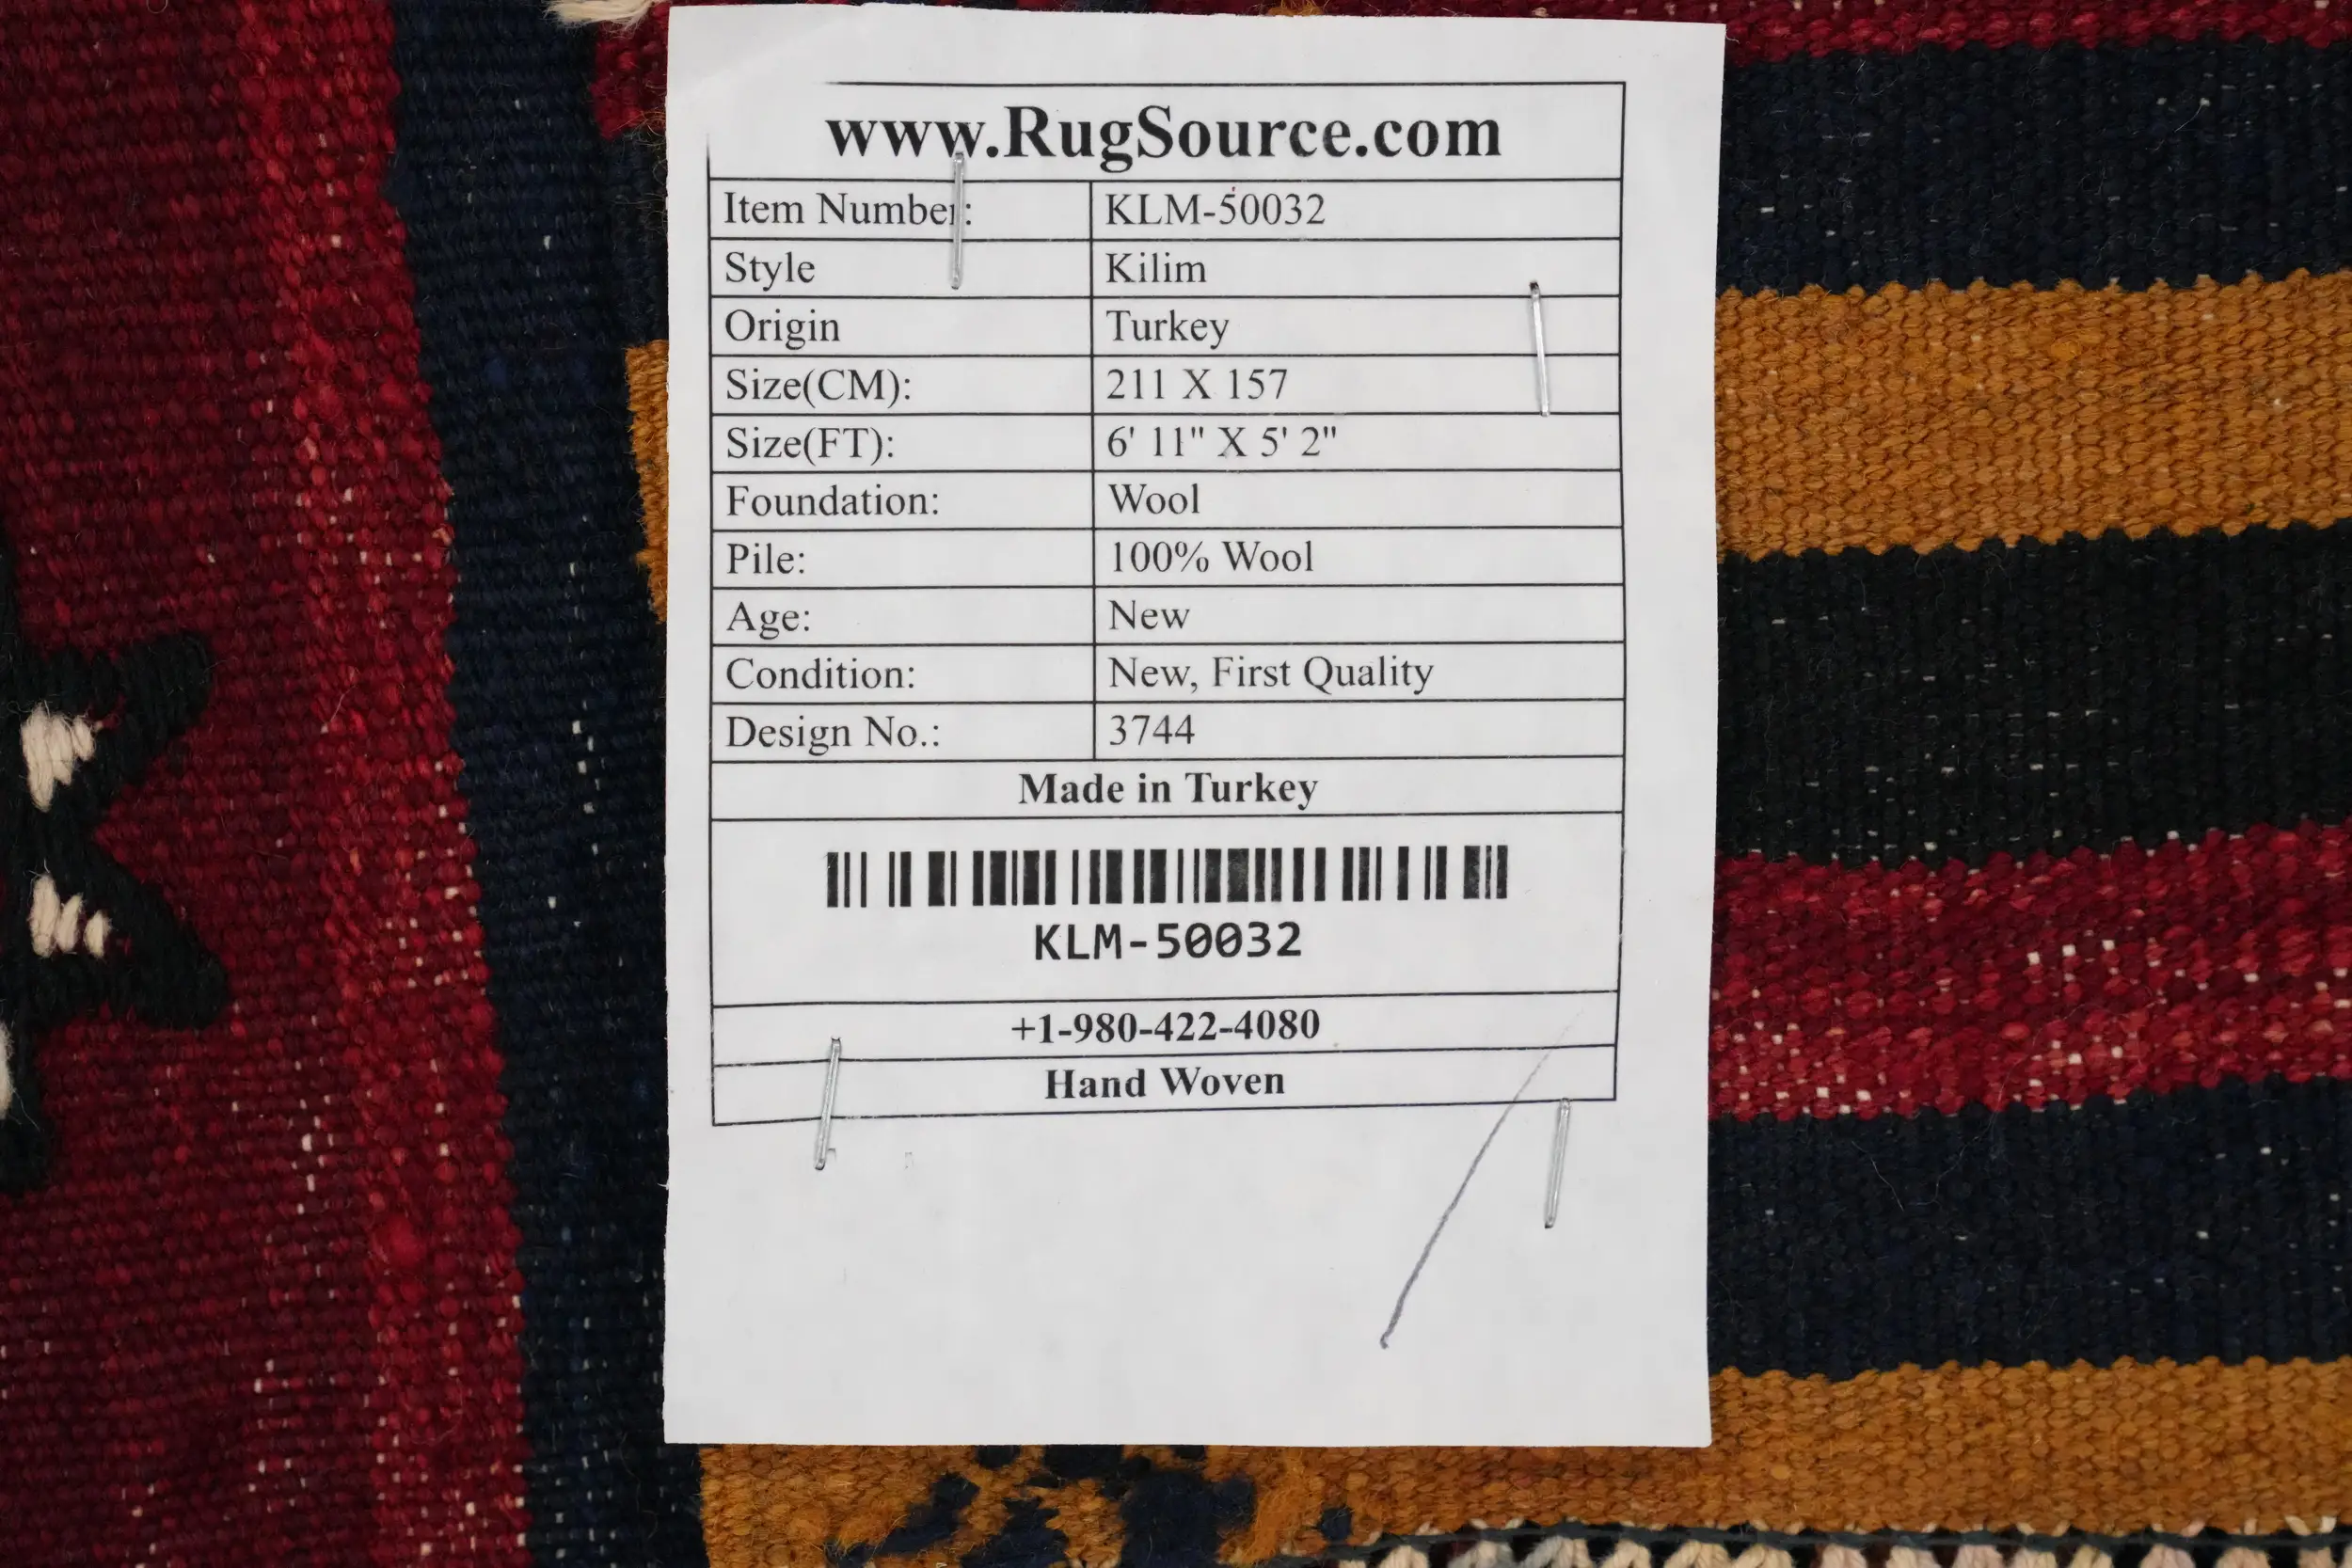 www.RugSource.com
Item Number: KLM-50032
Style Kilim
Origin Turkey
Size(CM): 211 X 157
Size(FT): 6' 11" X 5' 2"
Foundation: Wool
Pile: 100% Wool
Age: New
Condition: New, First Quality
Design No.: 3744
Made in Turkey
KLM-50032
+1-980-422-4080
Hand Woven